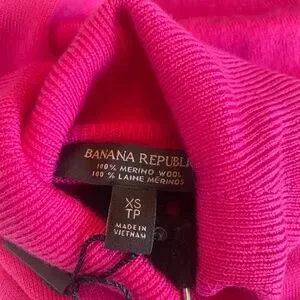 BANANA REPUBLIC
100% MERINO WOOL
100% LAINE MÉRINOS
XS
TP
MADE IN
VIETNAM